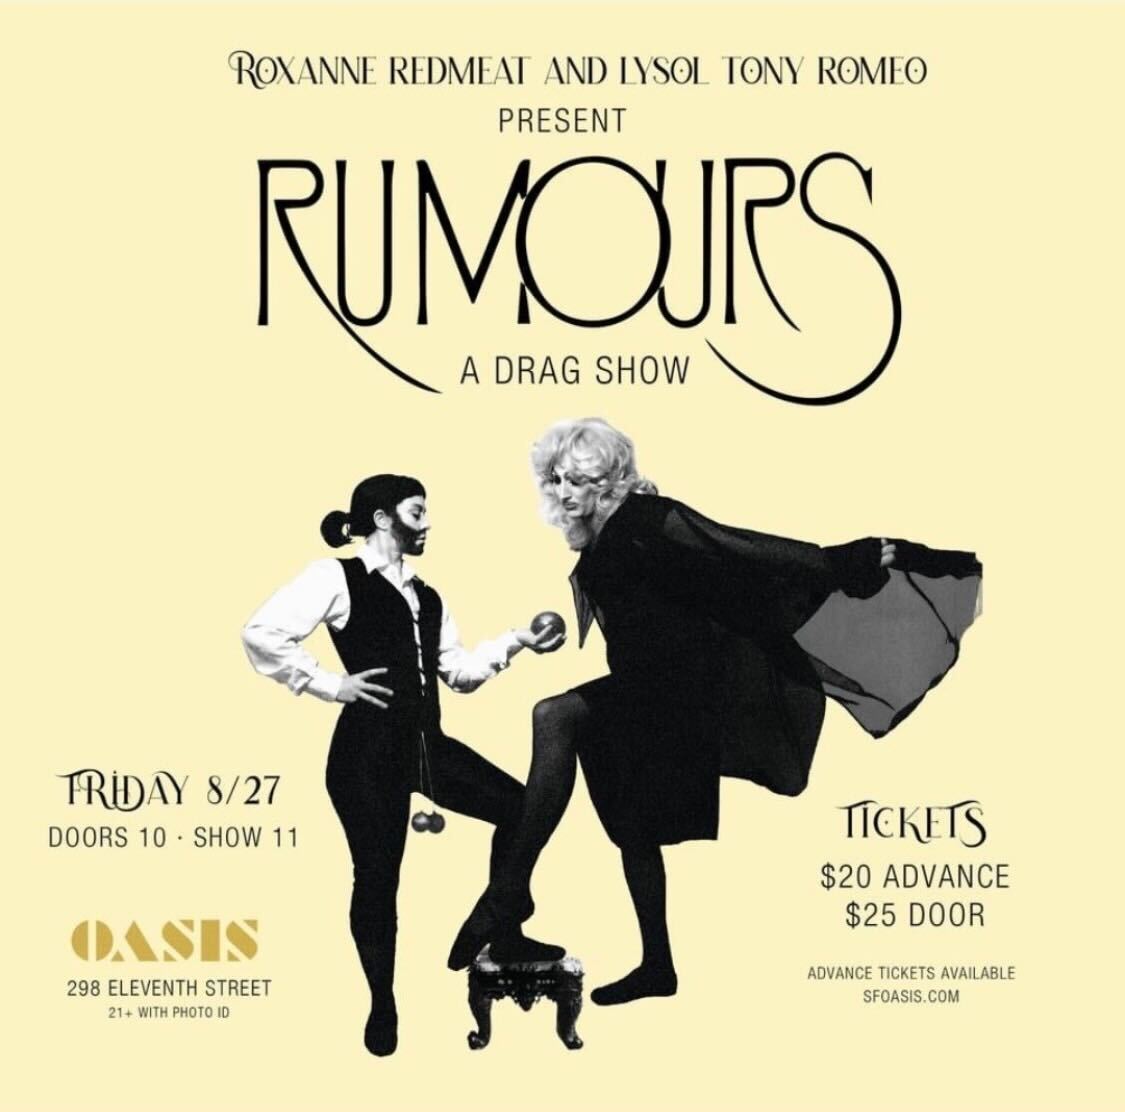 ROXANNE REDMEAT AND LYSOL TONY ROMEO
PRESENT
RUMOURS
A DRAG SHOW
FRIDAY 8/27
DOORS 10 · SHOW 11
OASIS
298 ELEVENTH STREET
21+ WITH PHOTO ID
TICKETS
$20 ADVANCE
$25 DOOR
ADVANCE TICKETS AVAILABLE
SFOASIS.COM